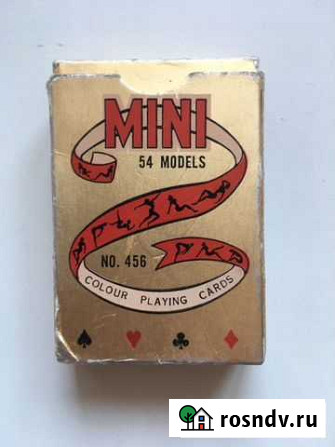 MINI
54 MODELS
NO. 456
COLOUR PLAYING CARDS
rosndv.ru